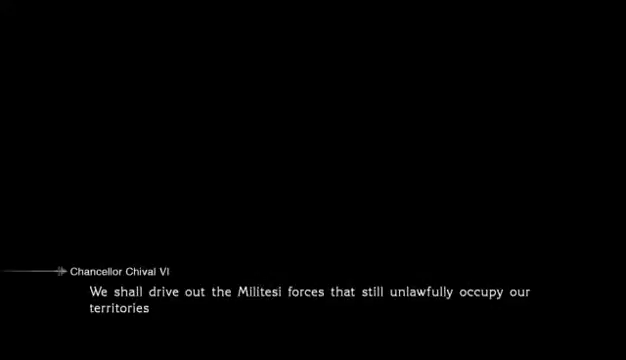 Chancellor Chival VI
We shall drive out the Militesi forces that still unlawfully occupy our
territories